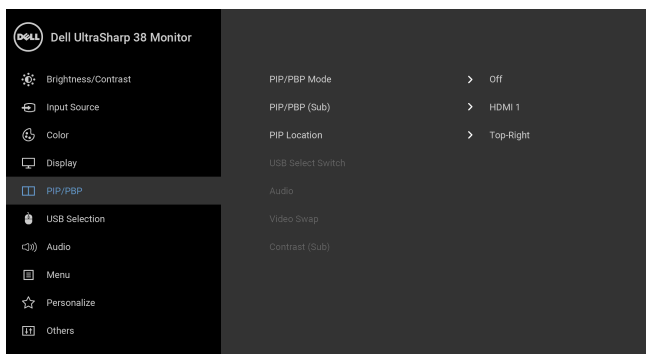 DELL Dell UltraSharp 38 Monitor
Brightness/Contrast PIP/PBP Mode Off
Input Source PIP/PBP (Sub) HDMI 1
Color PIP Location Top-Right
Display USB Select Switch
PIP/PBP Audio
USB Selection Video Swap
Audio Contrast (Sub)
Menu
Personalize
Others